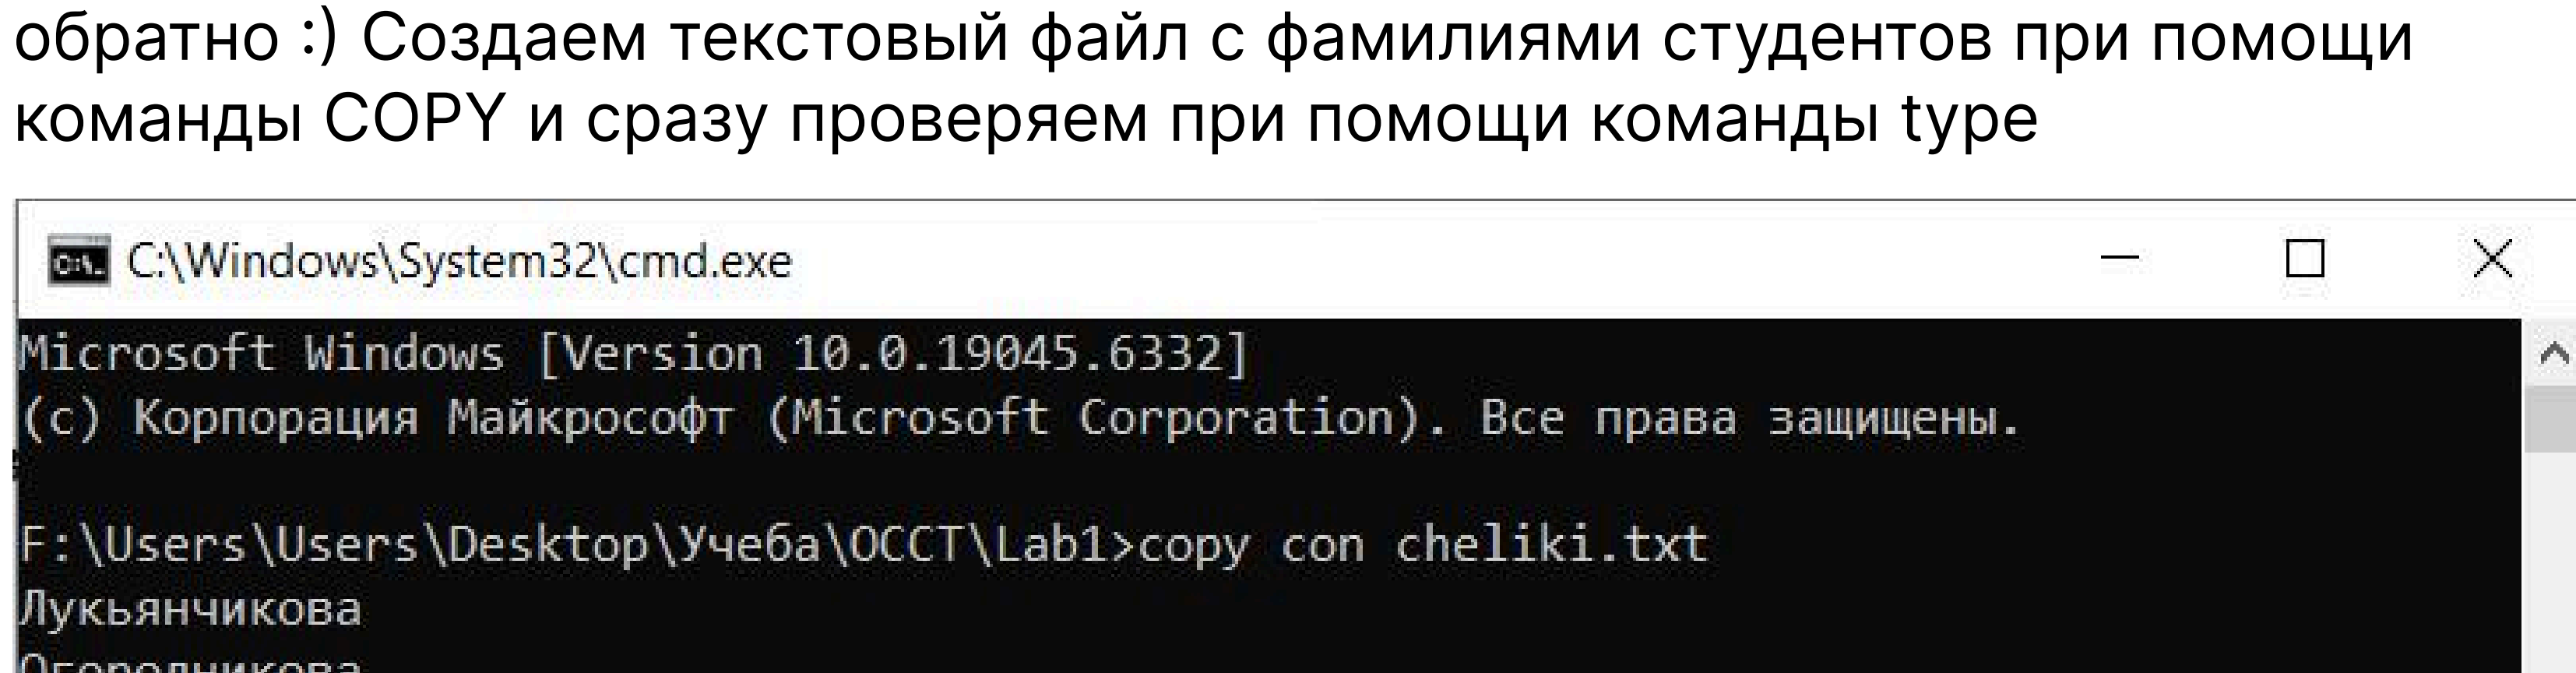 обратно :) Создаем текстовый файл с фамилиями студентов при помощи
команды COPY и сразу проверяем при помощи команды type
C:\Windows\System32\cmd.exe
Microsoft Windows [Version 10.0.19045.6332]
(c) Корпорация Майкрософт (Microsoft Corporation). Все права защищены.
F:\Users\Users\Desktop\Учеба\ОССТ\Lab1>copy con cheliki.txt
Лукьянчикова
Огородникова